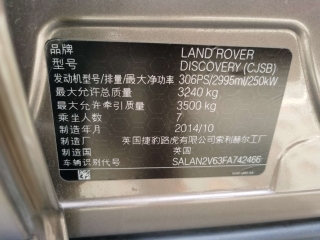 品牌 LAND ROVER
型号 DISCOVERY (CJSB)
发动机型号/排量/最大净功率 306PS/2995ml/250kW
最大允许总质量 3240 kg
最大允许牵引质量 3500 kg
乘坐人数 7
制造年月 2014/10
制造厂 英国捷豹路虎有限公司索利赫尔工厂
制造国 英国
车辆识别代号 SALAN2V63FA742466